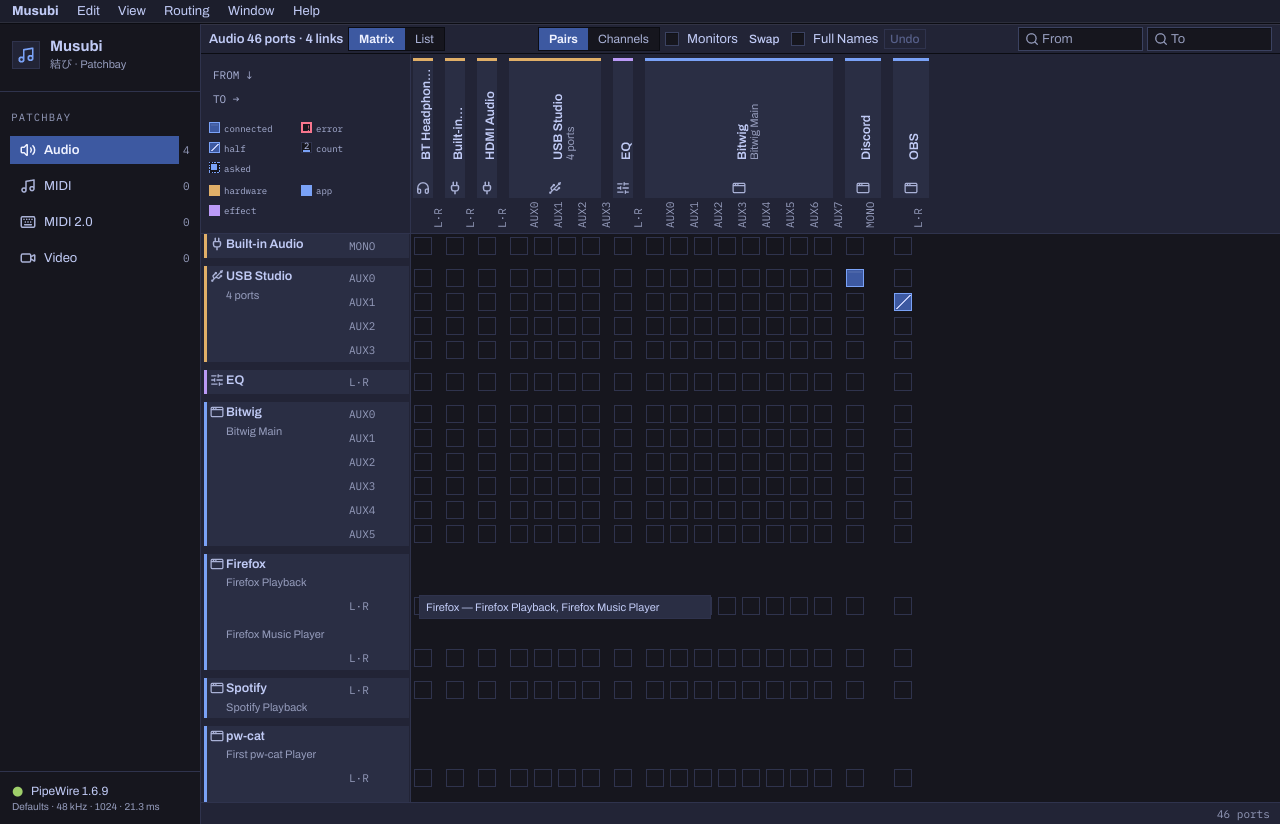 Musubi Edit View Routing Window Help
Musubi
結び · Patchbay
PATCHBAY
Audio 4
MIDI 0
MIDI 2.0 0
Video 0
PipeWire 1.6.9
Defaults · 48 kHz · 1024 · 21.3 ms
Audio 46 ports · 4 links Matrix List Pairs Channels Monitors Swap Full Names Undo From To
FROM ↓
TO →
connected error
half 2 count
asked
hardware app
effect
BT Headphon…
Built-in…
HDMI Audio
USB Studio
4 ports
EQ
Bitwig
Bitwig Main
Discord
OBS
L·R L·R L·R AUX0 AUX1 AUX2 AUX3 L·R AUX0 AUX1 AUX2 AUX3 AUX4 AUX5 AUX6 AUX7 MONO L·R
Built-in Audio MONO
USB Studio AUX0
4 ports
AUX1
AUX2
AUX3
EQ L·R
Bitwig AUX0
Bitwig Main
AUX1
AUX2
AUX3
AUX4
AUX5
Firefox
Firefox Playback
L·R
Firefox — Firefox Playback, Firefox Music Player
Firefox Music Player
L·R
Spotify L·R
Spotify Playback
pw-cat
First pw-cat Player
L·R
46 ports